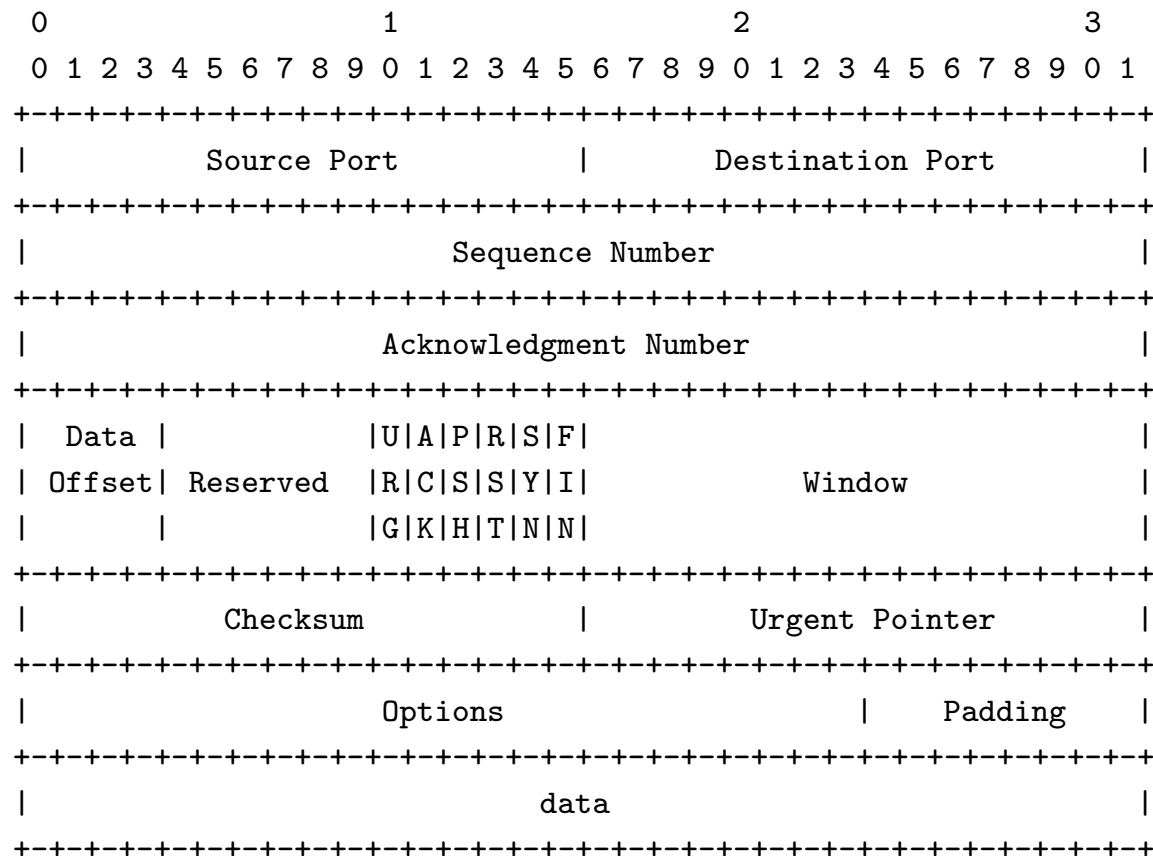 0                   1                   2                   3
 0 1 2 3 4 5 6 7 8 9 0 1 2 3 4 5 6 7 8 9 0 1 2 3 4 5 6 7 8 9 0 1
+-+-+-+-+-+-+-+-+-+-+-+-+-+-+-+-+-+-+-+-+-+-+-+-+-+-+-+-+-+-+-+-+
|          Source Port          |       Destination Port        |
+-+-+-+-+-+-+-+-+-+-+-+-+-+-+-+-+-+-+-+-+-+-+-+-+-+-+-+-+-+-+-+-+
|                        Sequence Number                        |
+-+-+-+-+-+-+-+-+-+-+-+-+-+-+-+-+-+-+-+-+-+-+-+-+-+-+-+-+-+-+-+-+
|                    Acknowledgment Number                      |
+-+-+-+-+-+-+-+-+-+-+-+-+-+-+-+-+-+-+-+-+-+-+-+-+-+-+-+-+-+-+-+-+
|  Data |           |U|A|P|R|S|F|                               |
| Offset| Reserved  |R|C|S|S|Y|I|            Window             |
|       |           |G|K|H|T|N|N|                               |
+-+-+-+-+-+-+-+-+-+-+-+-+-+-+-+-+-+-+-+-+-+-+-+-+-+-+-+-+-+-+-+-+
|           Checksum            |         Urgent Pointer        |
+-+-+-+-+-+-+-+-+-+-+-+-+-+-+-+-+-+-+-+-+-+-+-+-+-+-+-+-+-+-+-+-+
|                    Options                    |    Padding    |
+-+-+-+-+-+-+-+-+-+-+-+-+-+-+-+-+-+-+-+-+-+-+-+-+-+-+-+-+-+-+-+-+
|                             data                              |
+-+-+-+-+-+-+-+-+-+-+-+-+-+-+-+-+-+-+-+-+-+-+-+-+-+-+-+-+-+-+-+-+